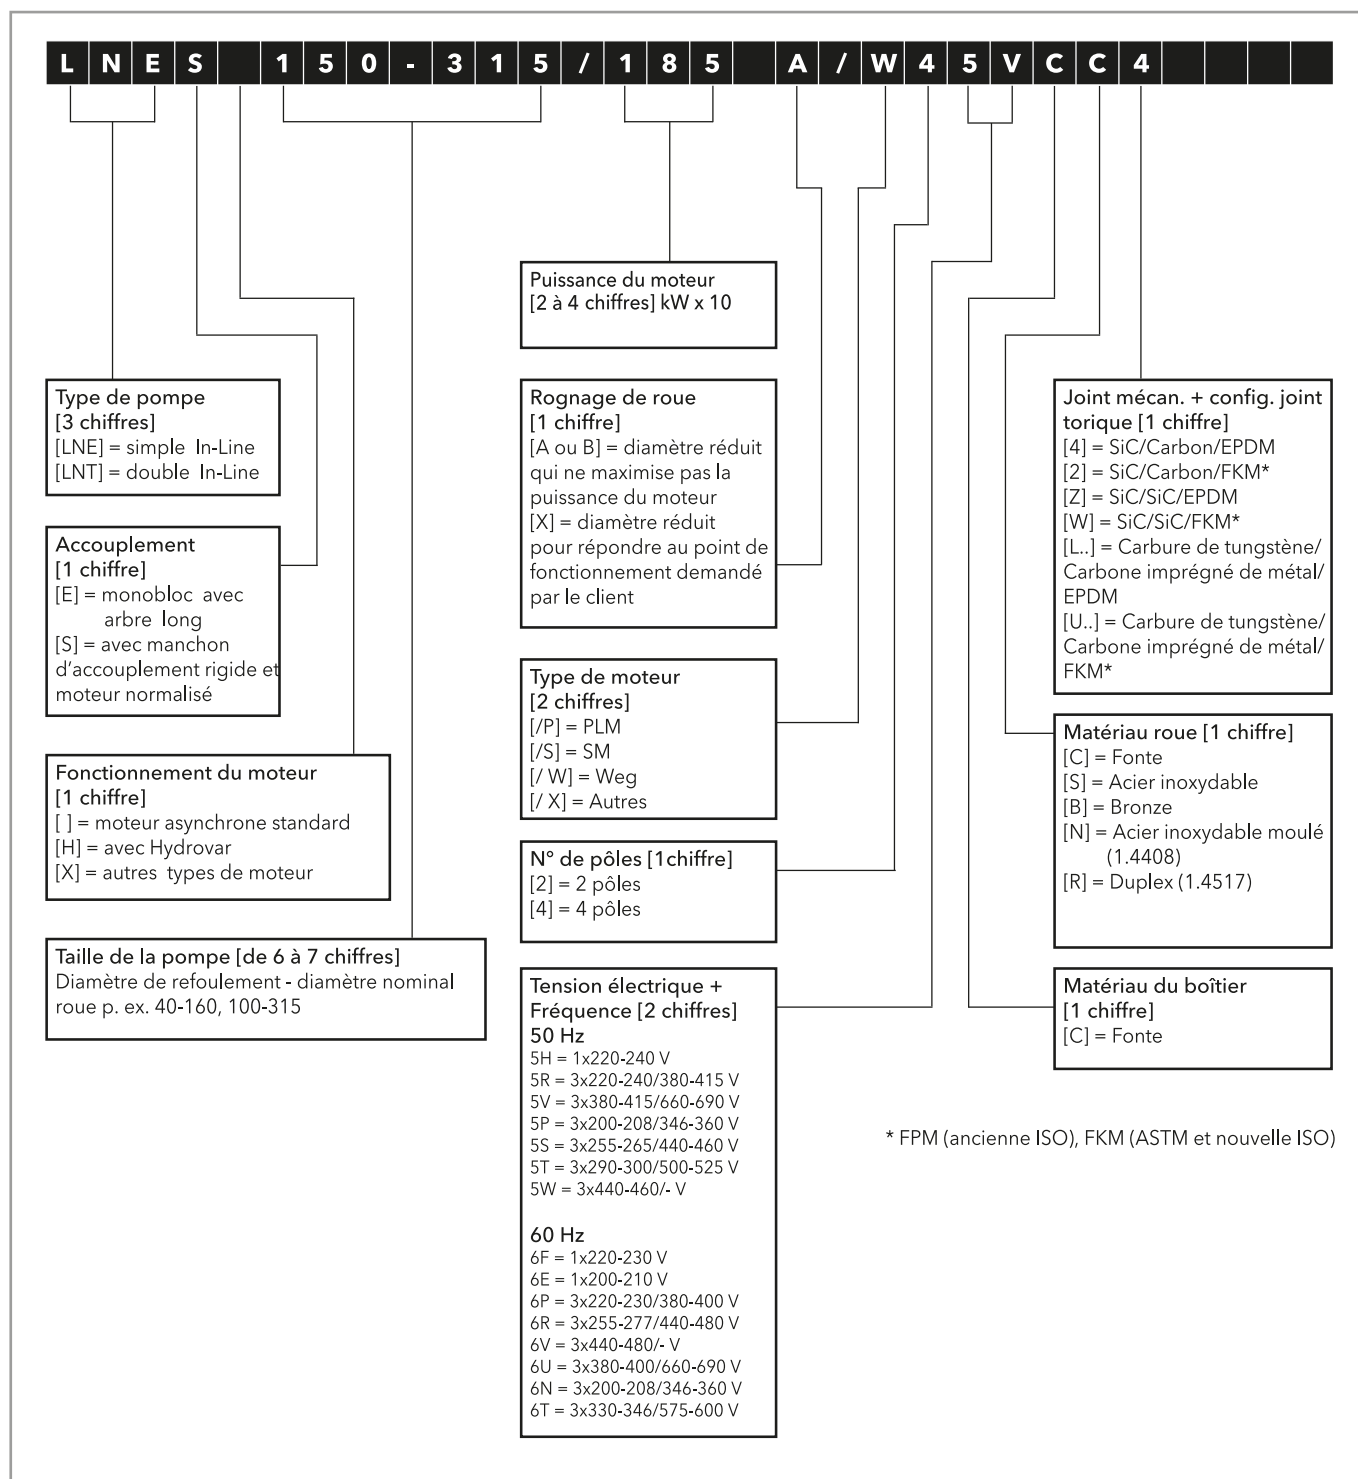 LNES 150-315/185 A/W45VCC4
Puissance du moteur
[2 à 4 chiffres] kW x 10
Type de pompe
[3 chiffres]
[LNE] = simple In-Line
[LNT] = double In-Line
Rognage de roue
[1 chiffre]
[A ou B] = diamètre réduit
qui ne maximise pas la
puissance du moteur
[X] = diamètre réduit
pour répondre au point de
fonctionnement demandé
par le client
Joint mécan. + config. joint
torique [1 chiffre]
[4] = SiC/Carbon/EPDM
[2] = SiC/Carbon/FKM*
[Z] = SiC/SiC/EPDM
[W] = SiC/SiC/FKM*
[L..] = Carbure de tungstène/
Carbone imprégné de métal/
EPDM
[U..] = Carbure de tungstène/
Carbone imprégné de métal/
FKM*
Accouplement
[1 chiffre]
[E] = monobloc avec
arbre long
[S] = avec manchon
d'accouplement rigide et
moteur normalisé
Type de moteur
[2 chiffres]
[/P] = PLM
[/S] = SM
[/ W] = Weg
[/ X] = Autres
Matériau roue [1 chiffre]
[C] = Fonte
[S] = Acier inoxydable
[B] = Bronze
[N] = Acier inoxydable moulé
(1.4408)
[R] = Duplex (1.4517)
Fonctionnement du moteur
[1 chiffre]
[ ] = moteur asynchrone standard
[H] = avec Hydrovar
[X] = autres types de moteur
N° de pôles [1chiffre]
[2] = 2 pôles
[4] = 4 pôles
Taille de la pompe [de 6 à 7 chiffres]
Diamètre de refoulement - diamètre nominal
roue p. ex. 40-160, 100-315
Tension électrique +
Fréquence [2 chiffres]
50 Hz
5H = 1x220-240 V
5R = 3x220-240/380-415 V
5V = 3x380-415/660-690 V
5P = 3x200-208/346-360 V
5S = 3x255-265/440-460 V
5T = 3x290-300/500-525 V
5W = 3x440-460/- V
60 Hz
6F = 1x220-230 V
6E = 1x200-210 V
6P = 3x220-230/380-400 V
6R = 3x255-277/440-480 V
6V = 3x440-480/- V
6U = 3x380-400/660-690 V
6N = 3x200-208/346-360 V
6T = 3x330-346/575-600 V
Matériau du boîtier
[1 chiffre]
[C] = Fonte
* FPM (ancienne ISO), FKM (ASTM et nouvelle ISO)